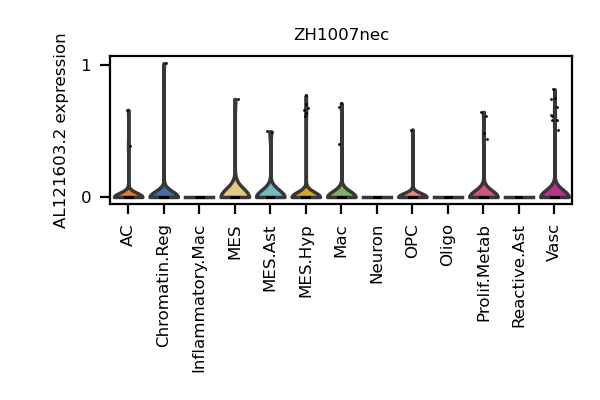 ZH1007nec
AL121603.2 expression
1
0
AC
Chromatin.Reg
Inflammatory.Mac
MES
MES.Ast
MES.Hyp
Mac
Neuron
OPC
Oligo
Prolif.Metab
Reactive.Ast
Vasc